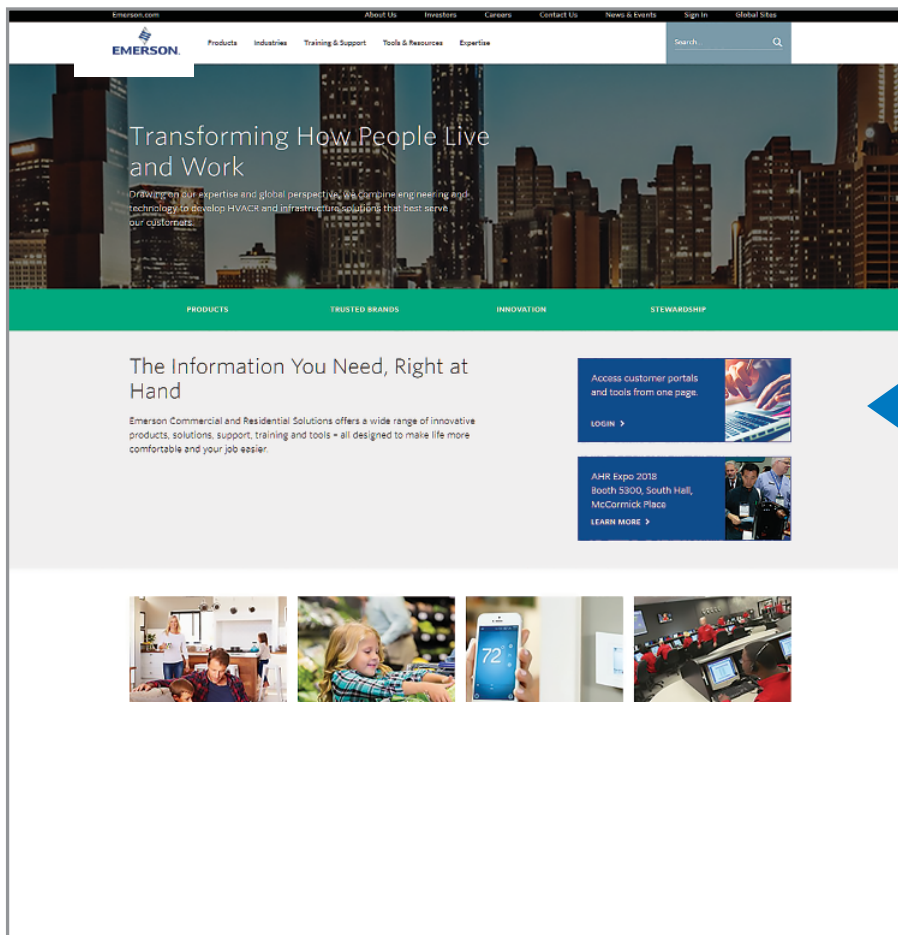 Emerson.com About Us Investors Careers Contact Us News & Events Sign In Global Sites
EMERSON.
Products Industries Training & Support Tools & Resources Expertise
Search...
Transforming How People Live
and Work
Drawing on our expertise and global perspective, we combine engineering and
technology to develop HVACR and infrastructure solutions that best serve
our customers.
PRODUCTS TRUSTED BRANDS INNOVATION STEWARDSHIP
The Information You Need, Right at
Hand
Emerson Commercial and Residential Solutions offers a wide range of innovative
products, solutions, support, training and tools – all designed to make life more
comfortable and your job easier.
Access customer portals
and tools from one page.
LOGIN >
AHR Expo 2018
Booth 5300, South Hall,
McCormick Place
LEARN MORE >
72°